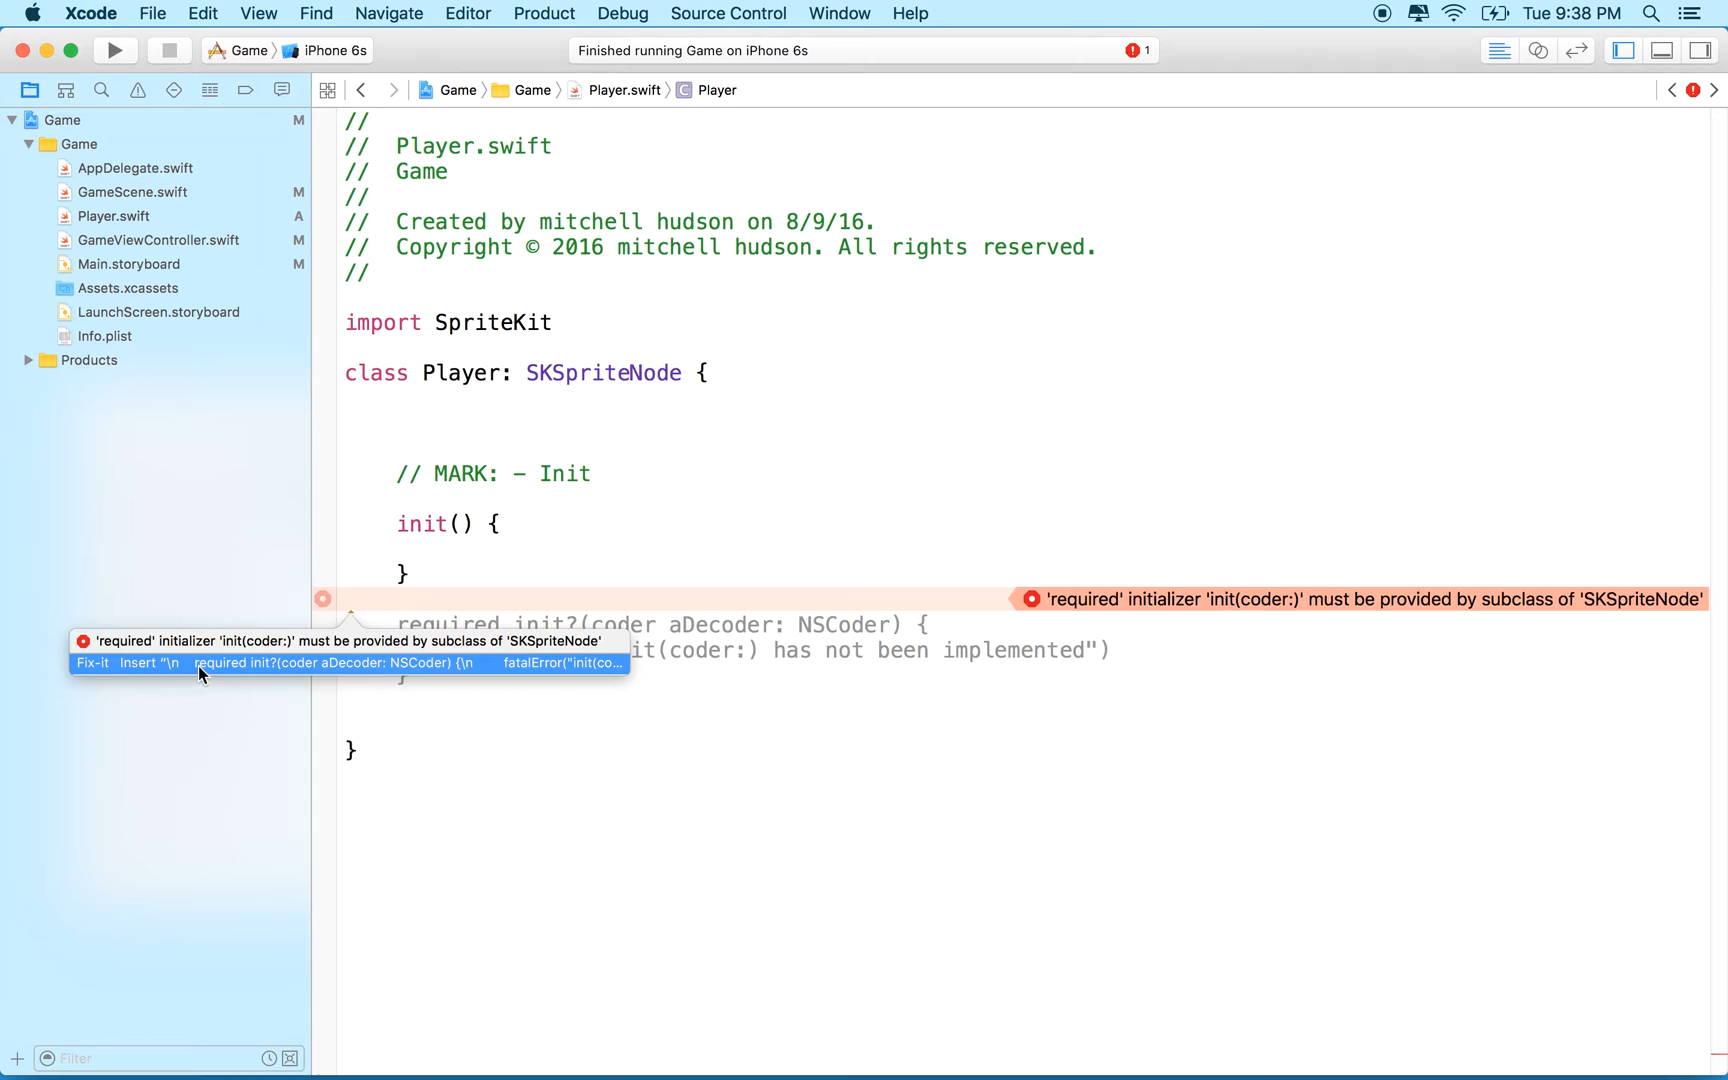 Xcode File Edit View Find Navigate Editor Product Debug Source Control Window Help Tue 9:38 PM
Game iPhone 6s Finished running Game on iPhone 6s 1
Game Game Player.swift C Player
Game M
Game
AppDelegate.swift
GameScene.swift M
Player.swift A
GameViewController.swift M
Main.storyboard M
Assets.xcassets
LaunchScreen.storyboard
Info.plist
Products
//
// Player.swift
// Game
//
// Created by mitchell hudson on 8/9/16.
// Copyright © 2016 mitchell hudson. All rights reserved.
//
import SpriteKit
class Player: SKSpriteNode {
// MARK: - Init
init() {
}
'required' initializer 'init(coder:)' must be provided by subclass of 'SKSpriteNode'
required init?(coder aDecoder: NSCoder) {
'required' initializer 'init(coder:)' must be provided by subclass of 'SKSpriteNode'
Fix-it Insert "\n required init?(coder aDecoder: NSCoder) {\n fatalError("init(co...
it(coder:) has not been implemented")
}
}
Filter